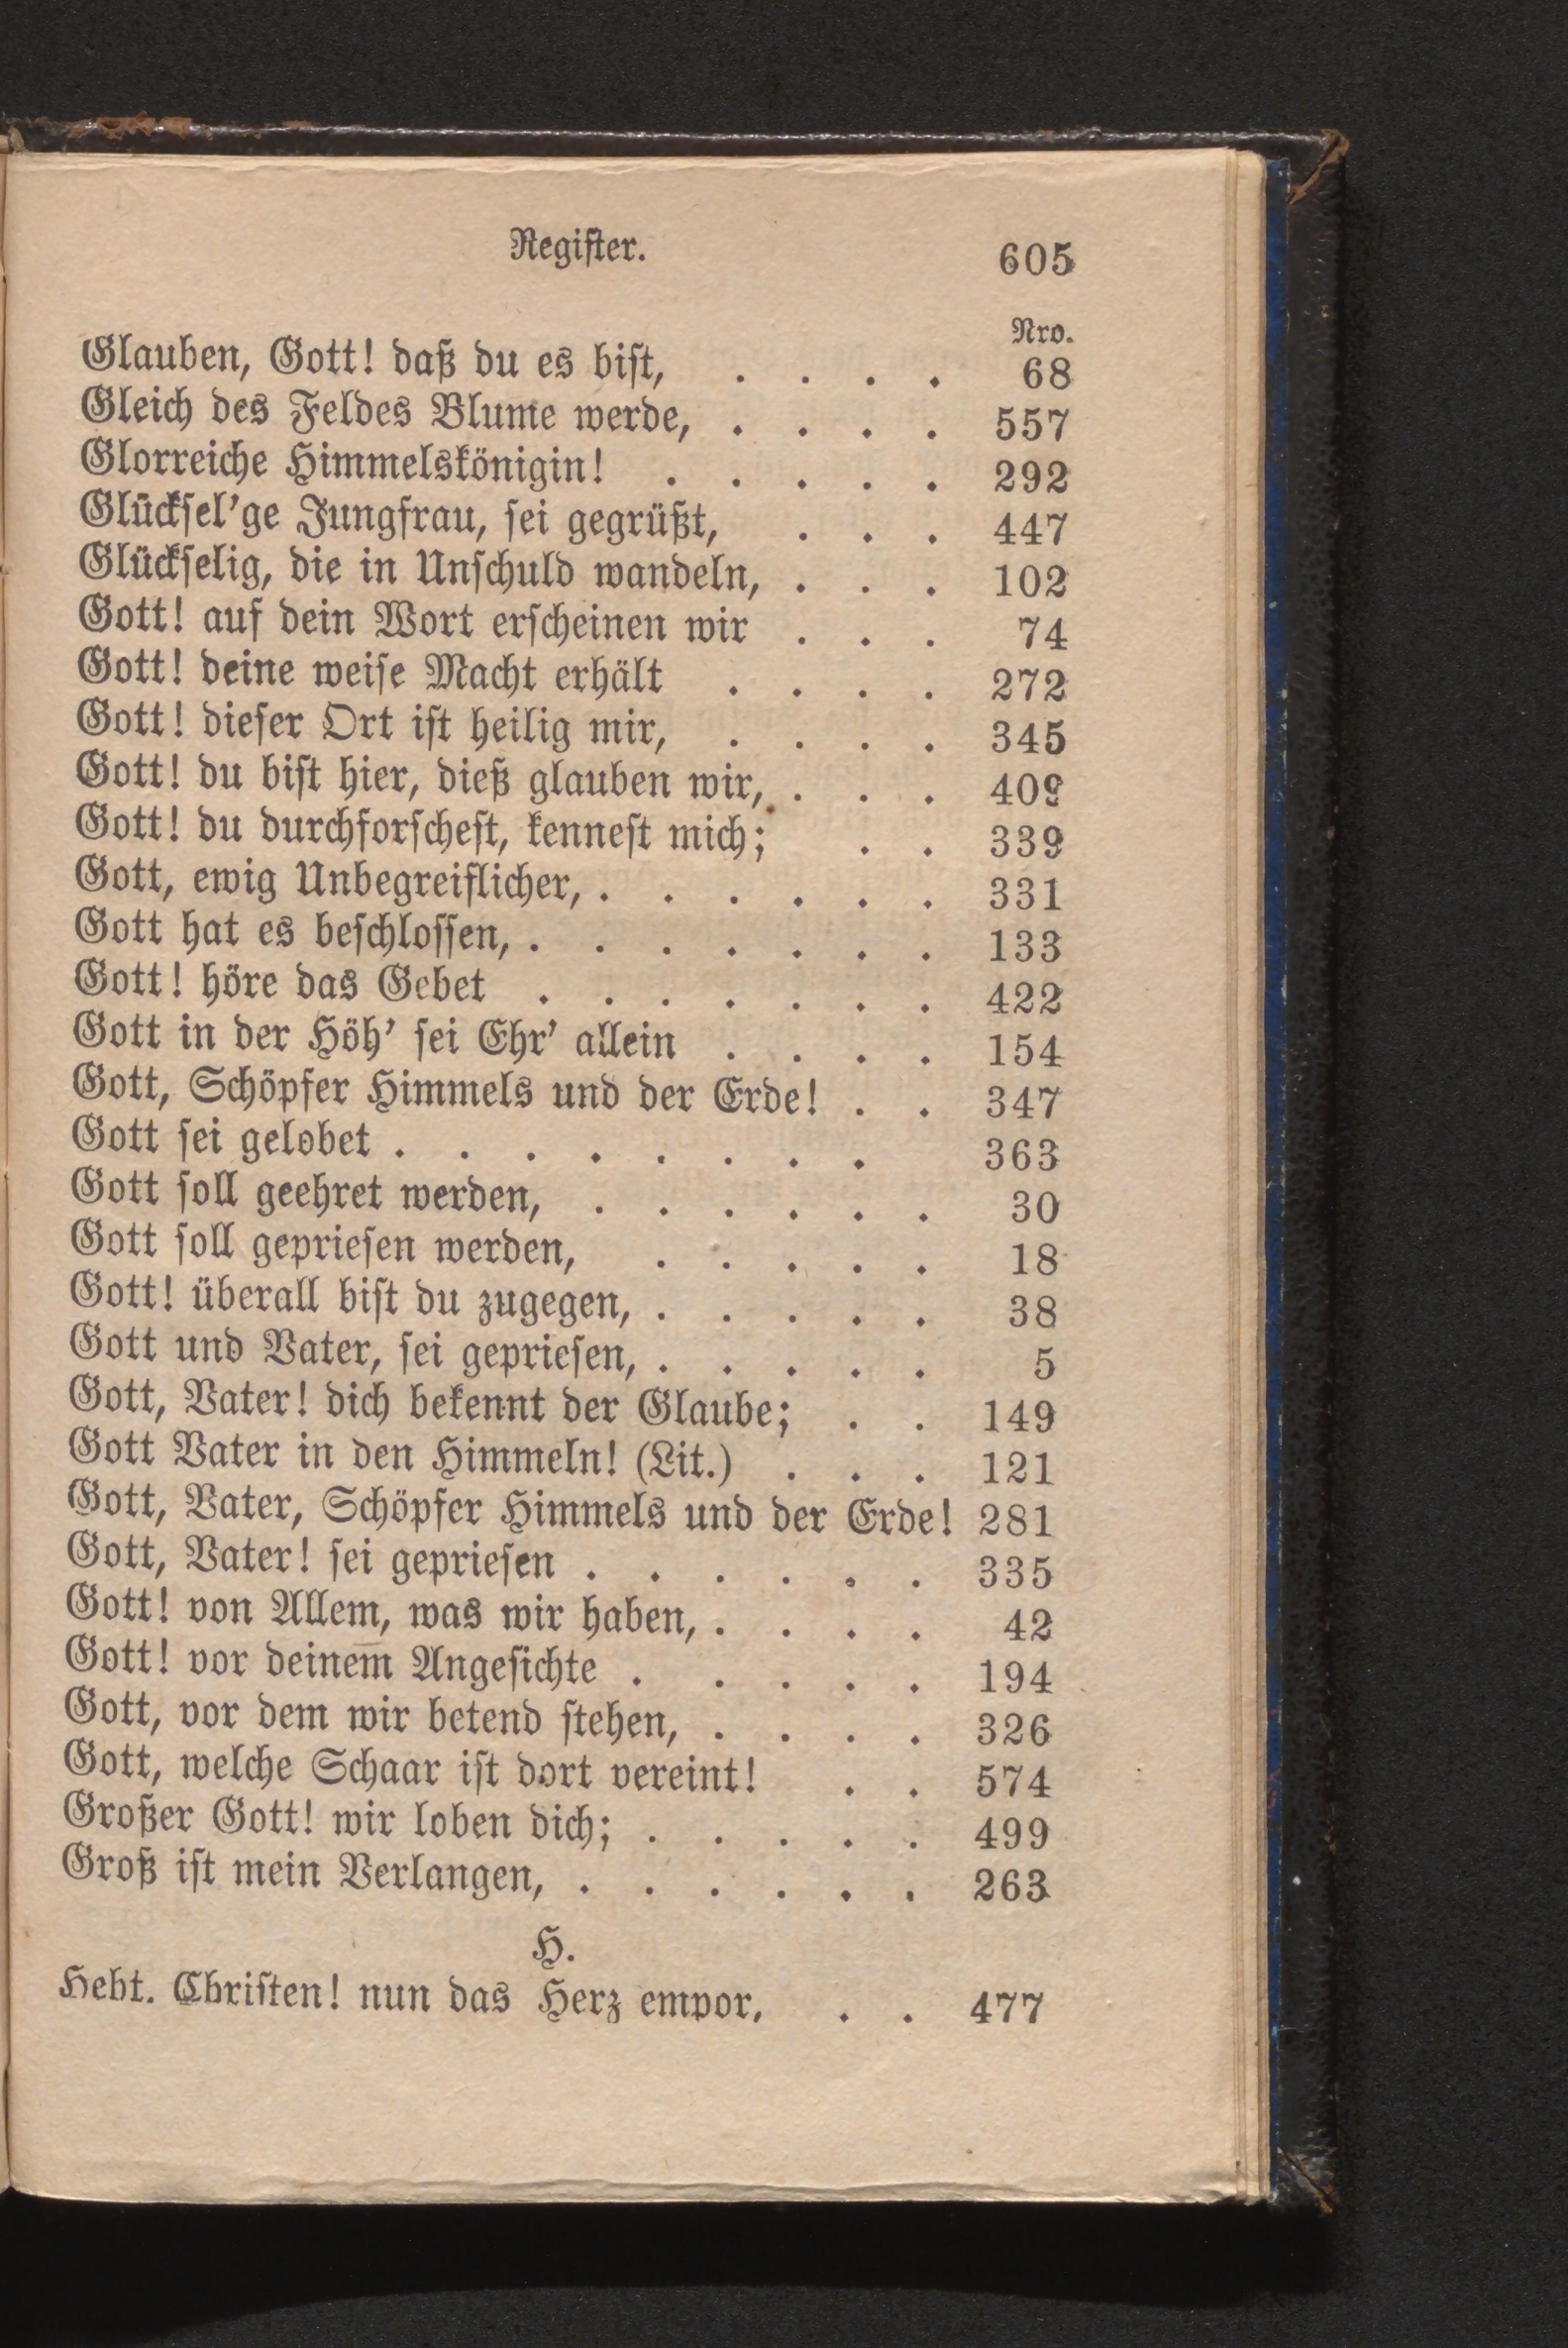 Register. 605
Nro.
Glauben, Gott! daß du es bist, . . . . 68
Gleich des Feldes Blume werde, . . . . 557
Glorreiche Himmelskönigin! . . . . . 292
Glücksel'ge Jungfrau, sei gegrüßt, . . . 447
Glückselig, die in Unschuld wandeln, . . . 102
Gott! auf dein Wort erscheinen wir . . . 74
Gott! deine weise Macht erhält . . . . 272
Gott! dieser Ort ist heilig mir, . . . . 345
Gott! du bist hier, dieß glauben wir, . . . 409
Gott! du durchforschest, kennest mich; . . 339
Gott, ewig Unbegreiflicher, . . . . . . 331
Gott hat es beschlossen, . . . . . . . 133
Gott! höre das Gebet . . . . . . . 422
Gott in der Höh' sei Ehr' allein . . . . 154
Gott, Schöpfer Himmels und der Erde! . . 347
Gott sei gelobet . . . . . . . . 363
Gott soll geehret werden, . . . . . . 30
Gott soll gepriesen werden, . . . . . 18
Gott! überall bist du zugegen, . . . . . 38
Gott und Vater, sei gepriesen, . . . . . 5
Gott, Vater! dich bekennt der Glaube; . . 149
Gott Vater in den Himmeln! (Lit.) . . . 121
Gott, Vater, Schöpfer Himmels und der Erde! 281
Gott, Vater! sei gepriesen . . . . . . 335
Gott! von Allem, was wir haben, . . . . 42
Gott! vor deinem Angesichte . . . . . 194
Gott, vor dem wir betend stehen, . . . . 326
Gott, welche Schaar ist dort vereint! . . 574
Großer Gott! wir loben dich; . . . . . 499
Groß ist mein Verlangen, . . . . . . 263
H.
Hebt, Christen! nun das Herz empor, . . 477